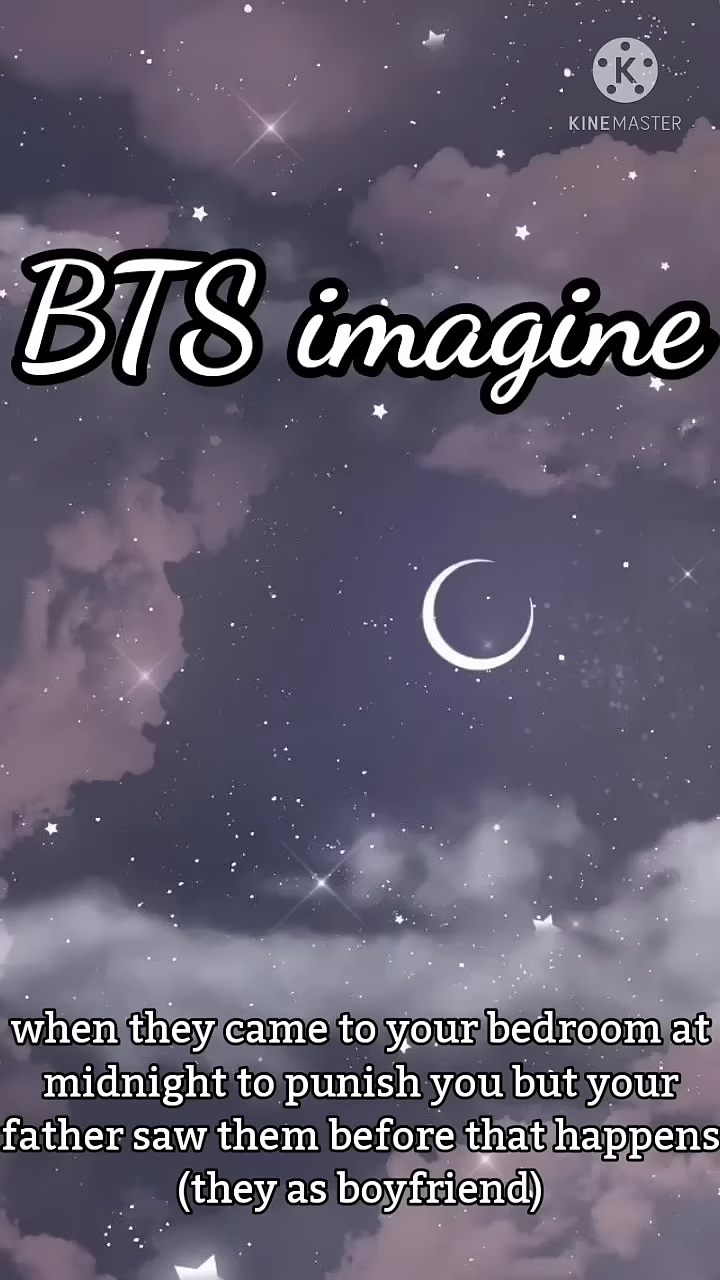 K
KINEMASTER
BTS imagine
when they came to your bedroom at
midnight to punish you but your
father saw them before that happens
(they as boyfriend)